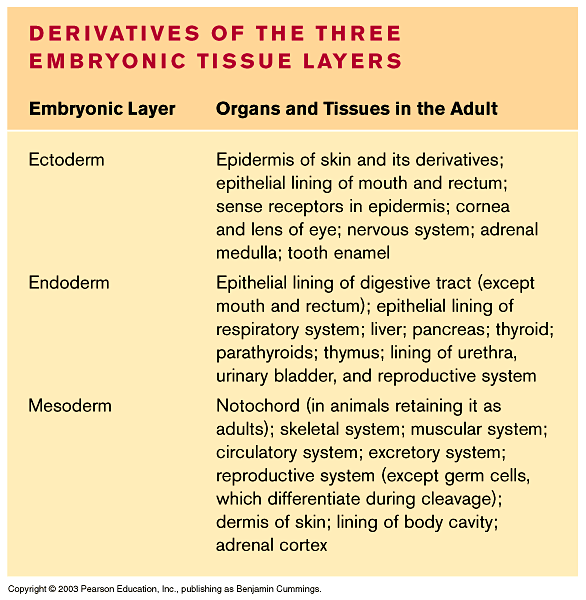 DERIVATIVES OF THE THREE
EMBRYONIC TISSUE LAYERS
Embryonic Layer Organs and Tissues in the Adult
Ectoderm Epidermis of skin and its derivatives;
epithelial lining of mouth and rectum;
sense receptors in epidermis; cornea
and lens of eye; nervous system; adrenal
medulla; tooth enamel
Endoderm Epithelial lining of digestive tract (except
mouth and rectum); epithelial lining of
respiratory system; liver; pancreas; thyroid;
parathyroids; thymus; lining of urethra,
urinary bladder, and reproductive system
Mesoderm Notochord (in animals retaining it as
adults); skeletal system; muscular system;
circulatory system; excretory system;
reproductive system (except germ cells,
which differentiate during cleavage);
dermis of skin; lining of body cavity;
adrenal cortex
Copyright © 2003 Pearson Education, Inc., publishing as Benjamin Cummings.